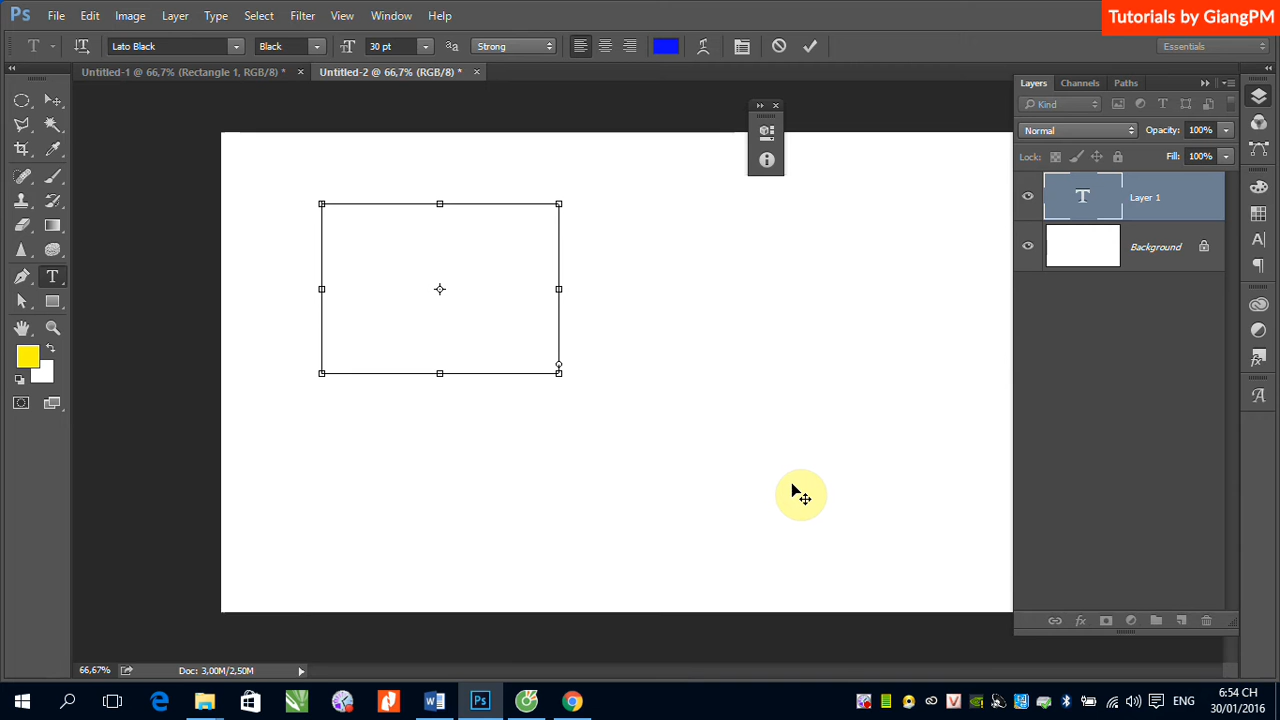 Ps File Edit Image Layer Type Select Filter View Window Help
Tutorials by GiangPM
T Lato Black Black 30 pt Strong Essentials
Untitled-1 @ 66,7% (Rectangle 1, RGB/8) * Untitled-2 @ 66,7% (RGB/8) *
Layers Channels Paths
Kind
Normal Opacity: 100%
Lock: Fill: 100%
T Layer 1
Background
66,67% Doc: 3,00M/2,50M
Ps ENG
6:54 CH
30/01/2016